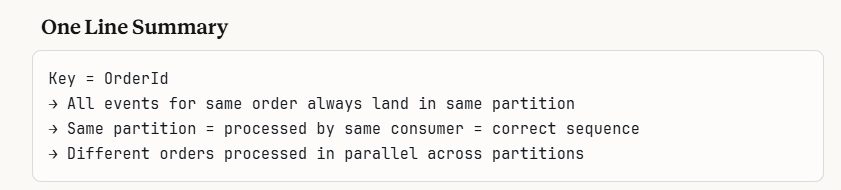 One Line Summary
Key = OrderId
→ All events for same order always land in same partition
→ Same partition = processed by same consumer = correct sequence
→ Different orders processed in parallel across partitions